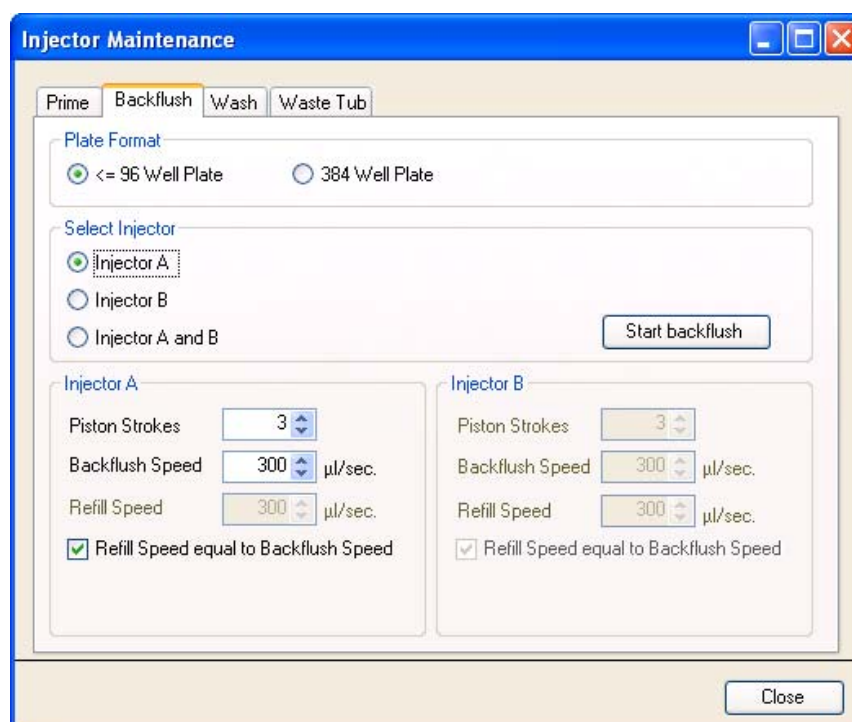 Injector Maintenance
Prime Backflush Wash Waste Tub
Plate Format
<= 96 Well Plate 384 Well Plate
Select Injector
Injector A
Injector B
Injector A and B
Start backflush
Injector A
Piston Strokes 3
Backflush Speed 300 µl/sec.
Refill Speed 300 µl/sec.
Refill Speed equal to Backflush Speed
Injector B
Piston Strokes 3
Backflush Speed 300 µl/sec.
Refill Speed 300 µl/sec.
Refill Speed equal to Backflush Speed
Close